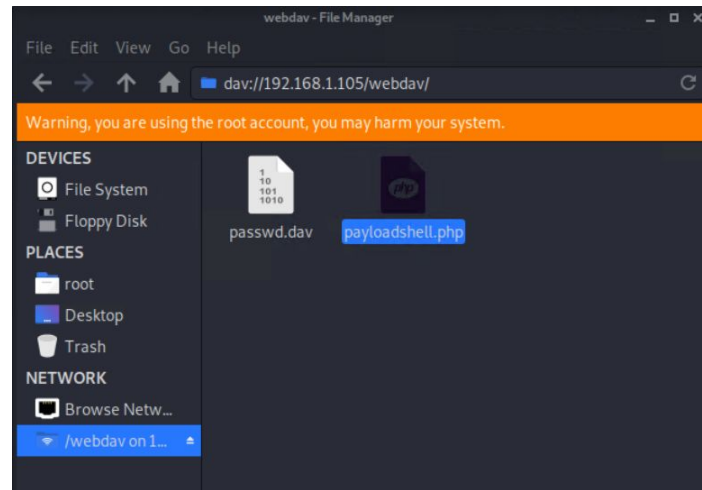 webdav - File Manager
File Edit View Go Help
dav://192.168.1.105/webdav/
Warning, you are using the root account, you may harm your system.
DEVICES
File System
Floppy Disk
PLACES
root
Desktop
Trash
NETWORK
Browse Netw...
/webdav on 1...
1
10
101
1010
passwd.dav
php
payloadshell.php